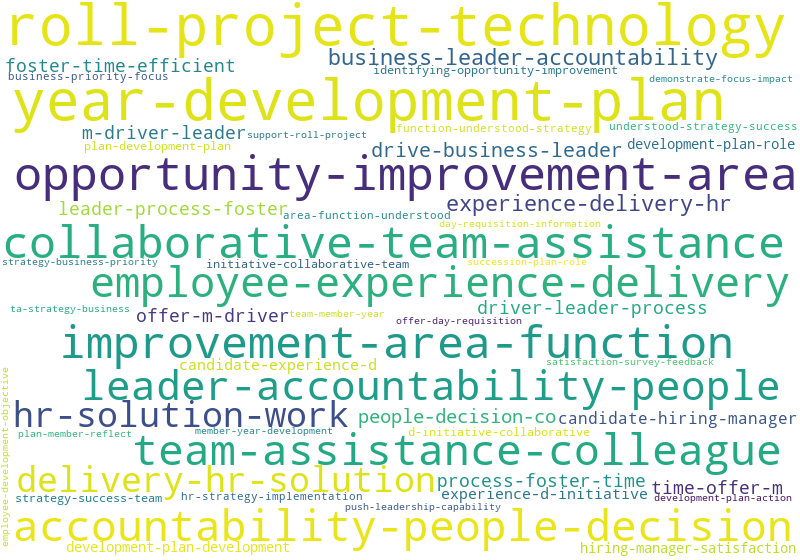 roll-project-technology
foster-time-efficient
business-leader-accountability
business-priority-focus
identifying-opportunity-improvement
demonstrate-focus-impact
year-development-plan
m-driver-leader
support-roll-project
function-understood-strategy
understood-strategy-success
plan-development-plan
drive-business-leader
development-plan-role
opportunity-improvement-area
leader-process-foster
area-function-understood
experience-delivery-hr
day-requisition-information
collaborative-team-assistance
strategy-business-priority
initiative-collaborative-team
succession-plan-role
employee-experience-delivery
ta-strategy-business
offer-m-driver
team-member-year
offer-day-requisition
driver-leader-process
improvement-area-function
candidate-experience-d
satisfaction-survey-feedback
leader-accountability-people
employee-development-objective
hr-solution-work
people-decision-co
candidate-hiring-manager
plan-member-reflect
member-year-development
d-initiative-collaborative
team-assistance-colleague
delivery-hr-solution
process-foster-time
time-offer-m
strategy-success-team
hr-strategy-implementation
experience-d-initiative
development-plan-action
push-leadership-capability
accountability-people-decision
development-plan-development
hiring-manager-satisfaction